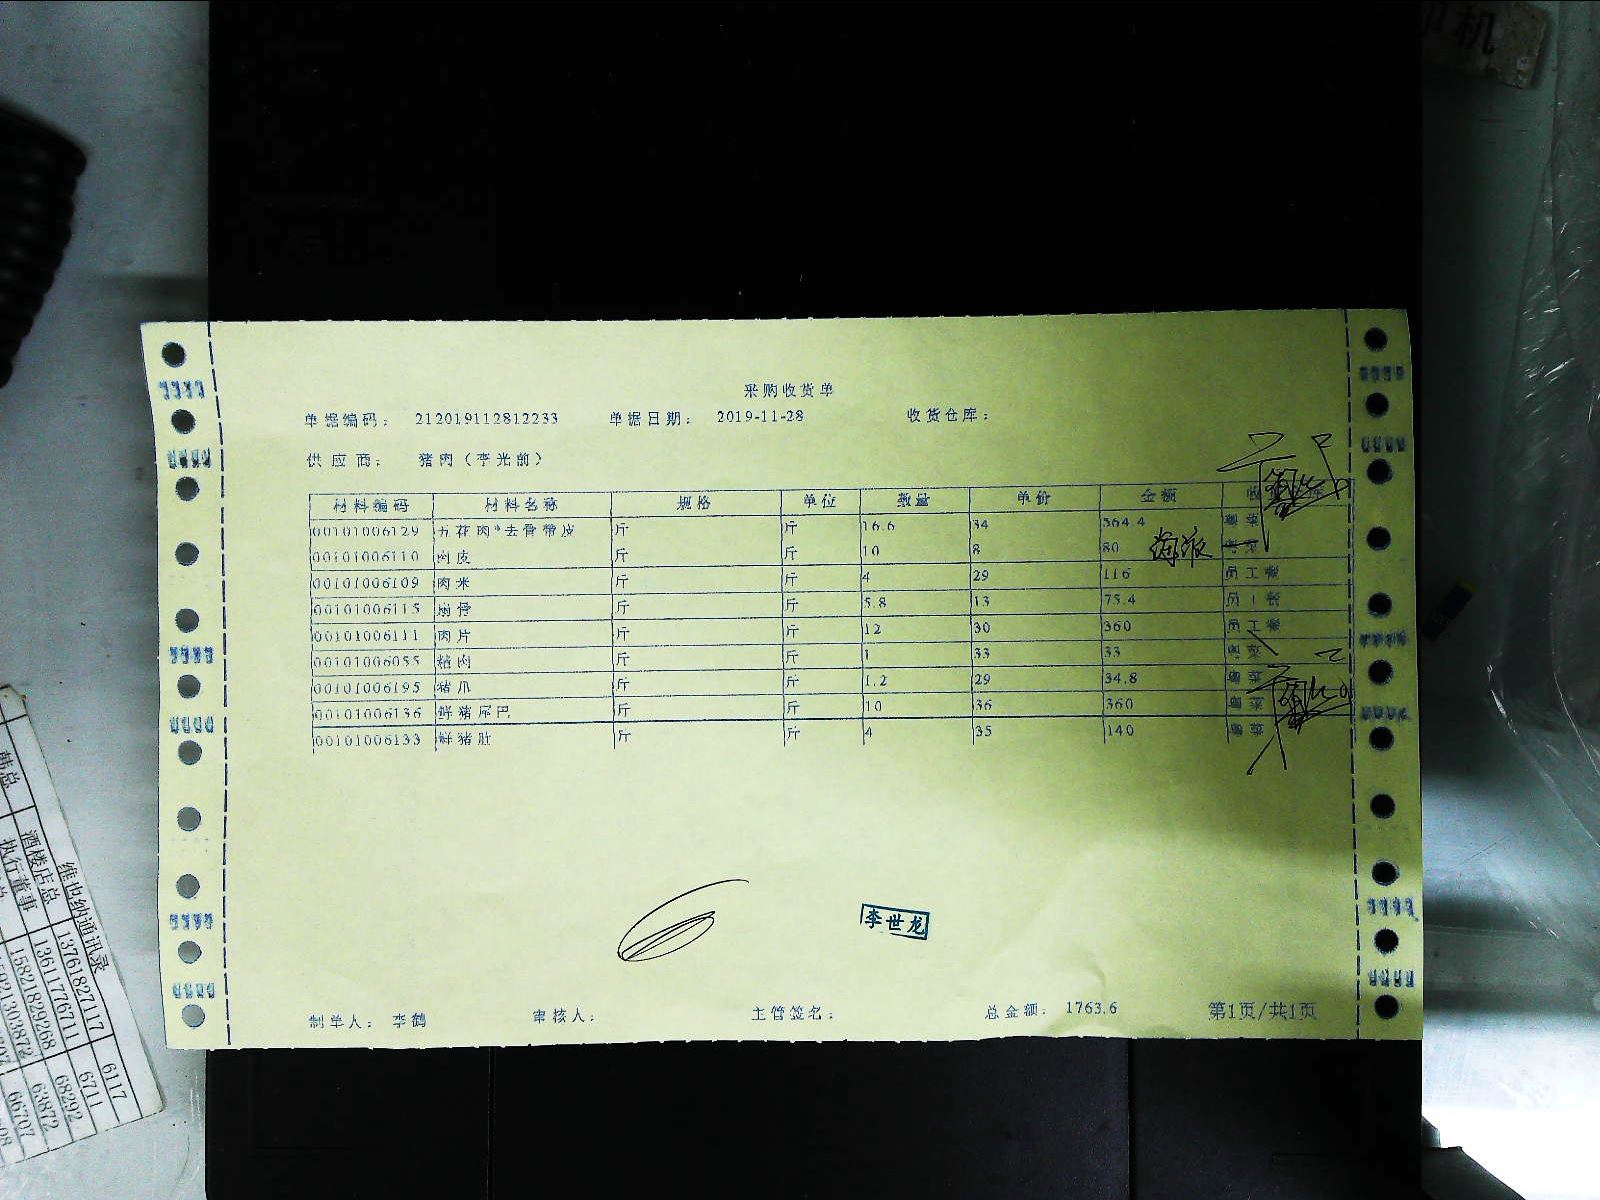 采购收货单
单据编码： 212019112812233 单据日期： 2019-11-28 收货仓库：
供应商： 猪肉（李光前）
材料编码 材料名称 规格 单位 数量 单价 金额
00101006129 五花肉*去骨带皮 斤 斤 16.6 34 564.4 粤菜
00101006110 肉皮 斤 斤 10 8 80 粤菜
00101006109 肉米 斤 斤 4 29 116 员工餐
00101006115 扇骨 斤 斤 5.8 13 75.4 员工餐
00101006111 肉片 斤 斤 12 30 360 员工餐
00101006055 精肉 斤 斤 1 33 33 粤菜
00101006195 猪爪 斤 斤 1.2 29 34.8 粤菜
00101006136 鲜猪尾巴 斤 斤 10 36 360 粤菜
00101006133 鲜猪肚 斤 斤 4 35 140 粤菜
李世龙
制单人： 李鹤 审核人： 主管签名： 总金额： 1763.6 第1页/共1页
维也纳通讯录
酒楼店总 13761827117 6117
执行董事 13611776711 6711
15821829268 68292
63872
66707
韩总
机